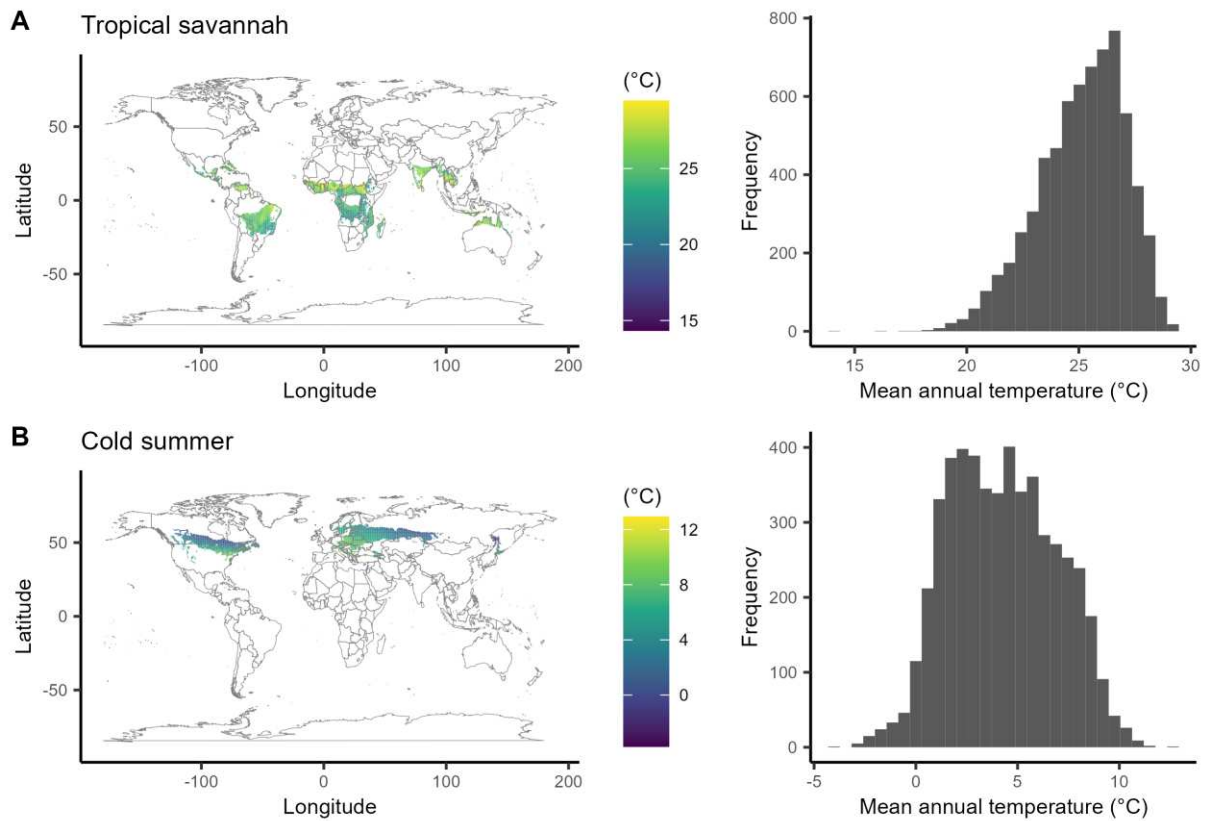 A
Tropical savannah
50
0
-50
-100
0
100
200
Longitude
Latitude
(°C)
25
20
15
800
600
400
200
0
15
20
25
30
Mean annual temperature (°C)
Frequency
B
Cold summer
50
0
-50
-100
0
100
200
Longitude
Latitude
(°C)
12
8
4
0
400
300
200
100
0
-5
0
5
10
Mean annual temperature (°C)
Frequency